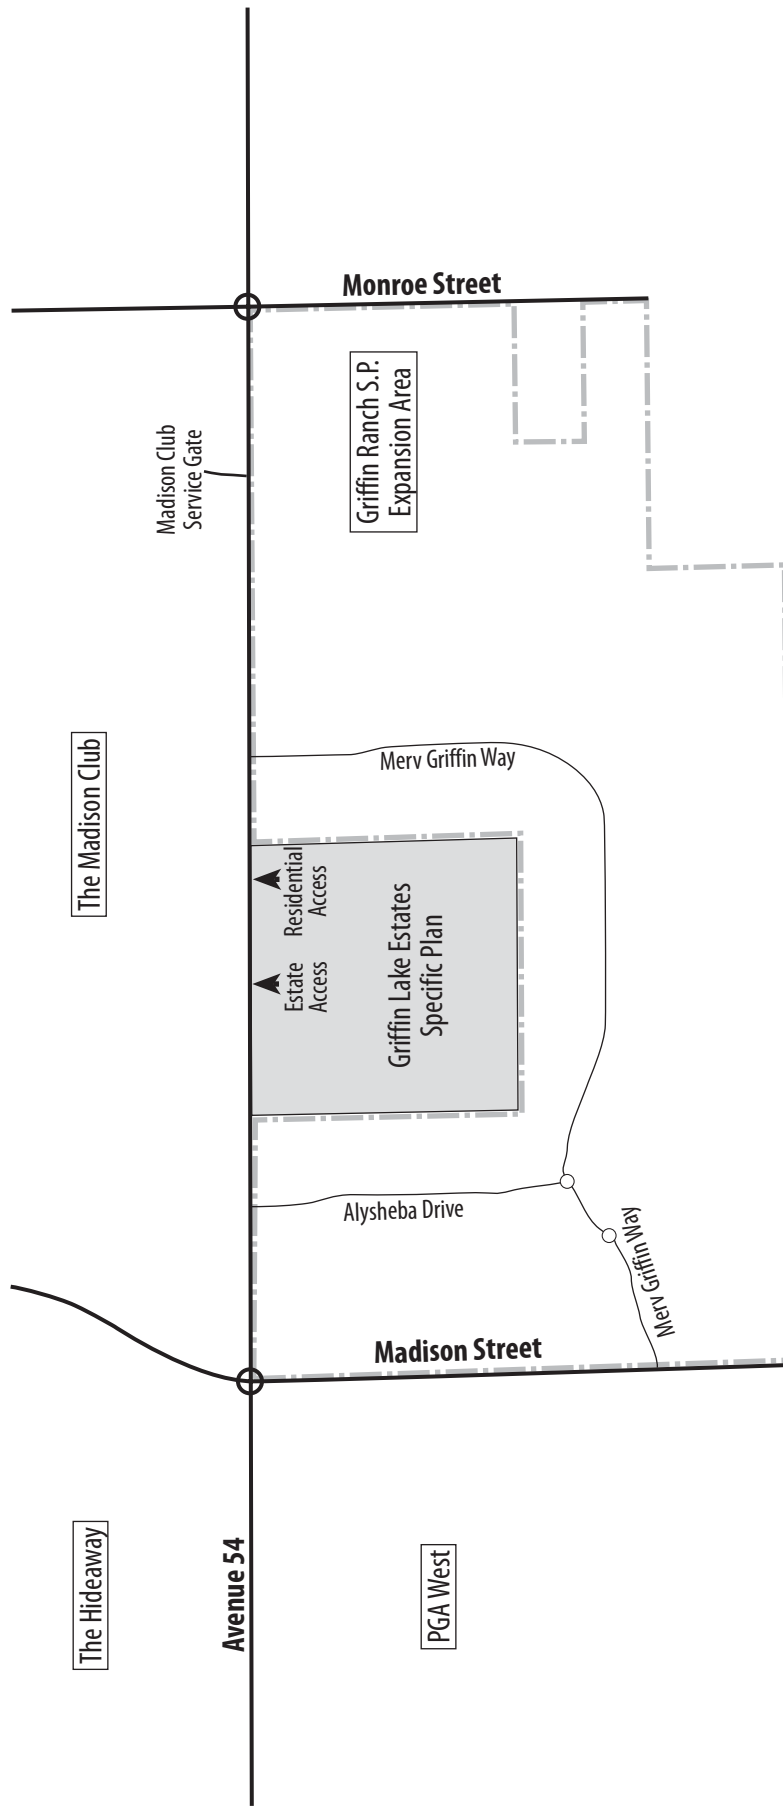 Monroe Street
Madison Club
Service Gate
Griffin Ranch S.P.
Expansion Area
The Madison Club
Merv Griffin Way
Residential
Access
Estate
Access
Griffin Lake Estates
Specific Plan
Alysheba Drive
Merv Griffin Way
Madison Street
The Hideaway
Avenue 54
PGA West